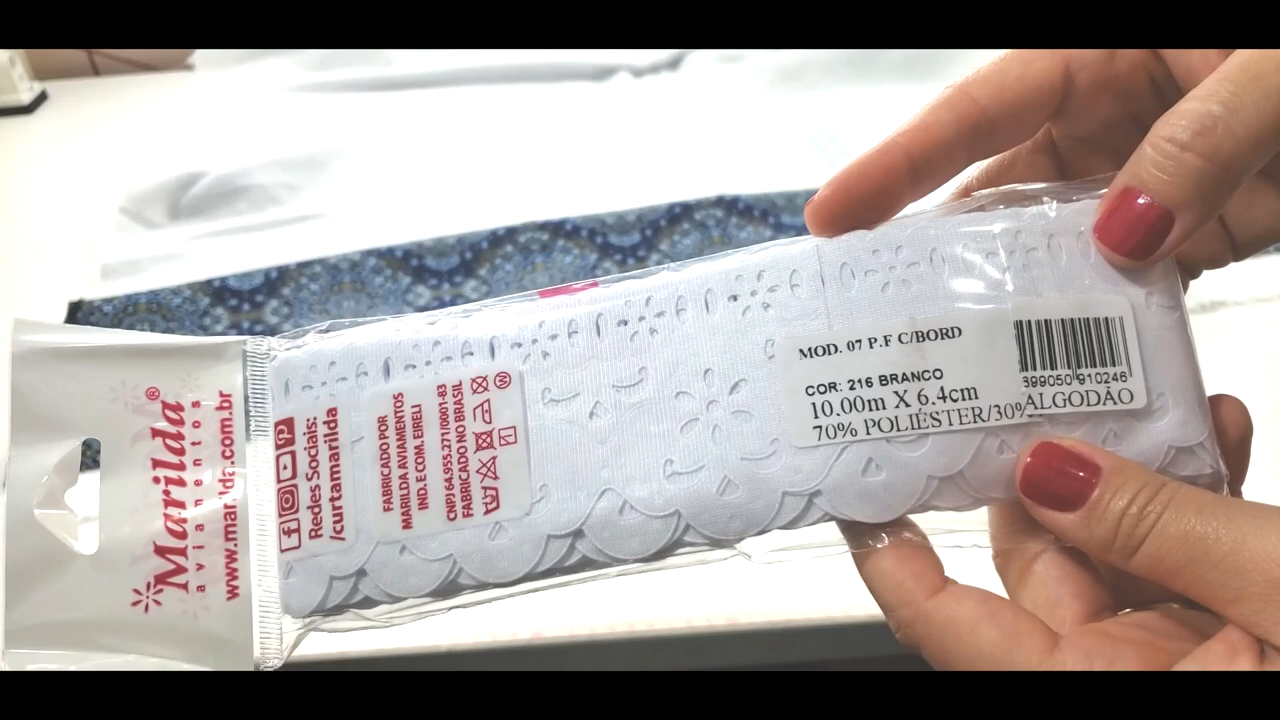 Marilda®
aviamentos
www.marilda.com.br
Redes Sociais:
/curtamarilda
FABRICADO POR
MARILDA AVIAMENTOS
IND. E COM. EIRELI
CNPJ 64.955.271/0001-83
FABRICADO NO BRASIL
MOD. 07 P.F C/BORD
COR: 216 BRANCO
10.00m X 6.4cm
70% POLIÉSTER/30% ALGODÃO
399050 910246